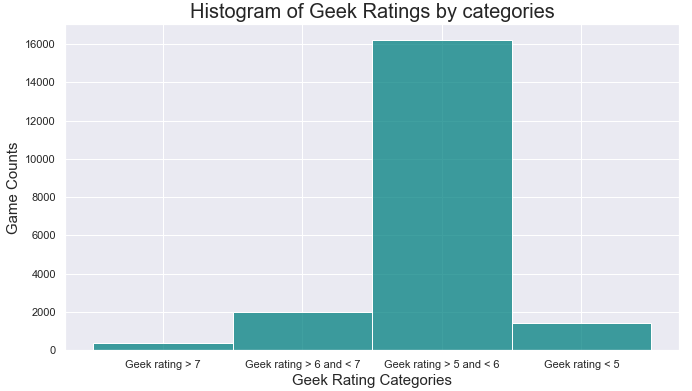 Histogram of Geek Ratings by categories
Game Counts
16000
14000
12000
10000
8000
6000
4000
2000
0
Geek rating > 7 Geek rating > 6 and < 7 Geek rating > 5 and < 6 Geek rating < 5
Geek Rating Categories